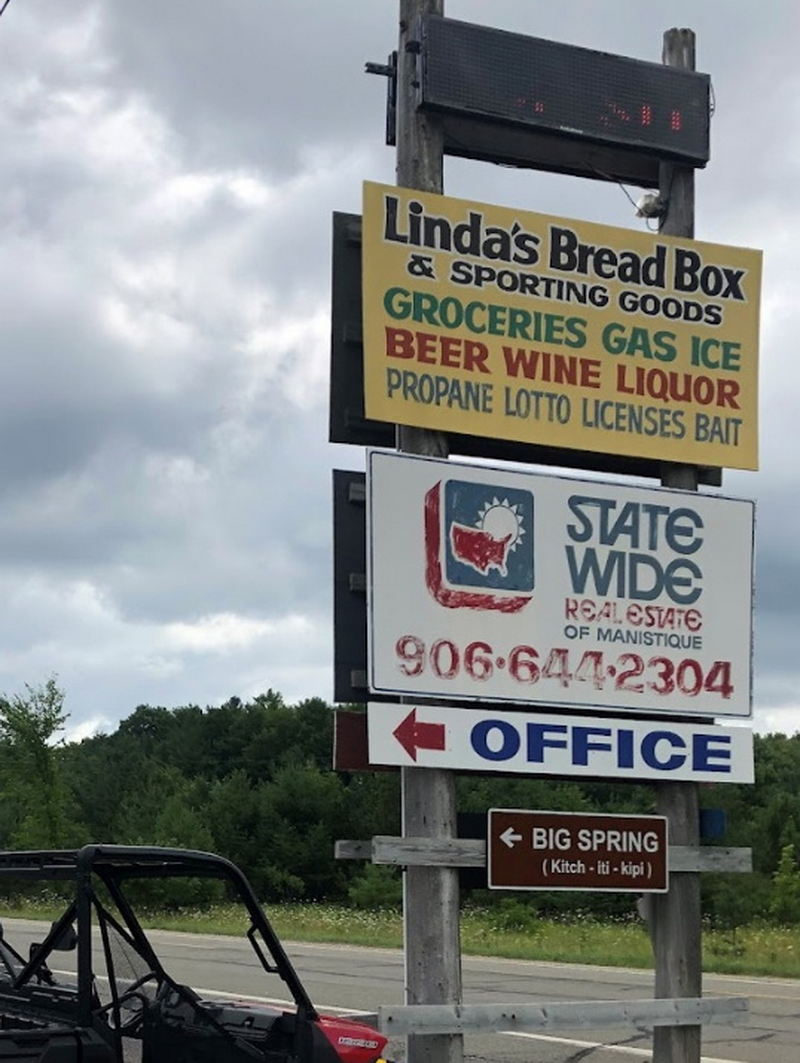 Linda's Bread Box
& SPORTING GOODS
GROCERIES GAS ICE
BEER WINE LIQUOR
PROPANE LOTTO LICENSES BAIT
STATE
WIDE
REAL ESTATE
OF MANISTIQUE
906•644•2304
OFFICE
BIG SPRING
( Kitch - iti - kipi )